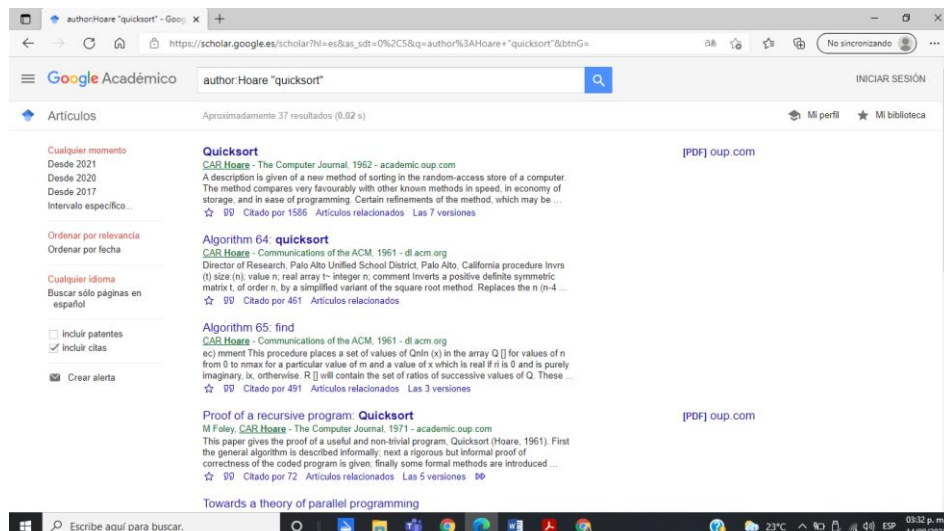 author:Hoare "quicksort" - Goog
https://scholar.google.es/scholar?hl=es&as_sdt=0%2C5&q=author%3AHoare+"quicksort"&btnG=
No sincronizando
Google Académico
author:Hoare "quicksort"
INICIAR SESIÓN
Artículos
Aproximadamente 37 resultados (0.02 s)
Mi perfil
Mi biblioteca
Cualquier momento
Desde 2021
Desde 2020
Desde 2017
Intervalo específico...
Ordenar por relevancia
Ordenar por fecha
Cualquier idioma
Buscar sólo páginas en
español
incluir patentes
incluir citas
Crear alerta
Quicksort
[PDF] oup.com
CAR Hoare - The Computer Journal, 1962 - academic.oup.com
A description is given of a new method of sorting in the random-access store of a computer.
The method compares very favourably with other known methods in speed, in economy of
storage, and in ease of programming. Certain refinements of the method, which may be ...
Citado por 1586 Artículos relacionados Las 7 versiones
Algorithm 64: quicksort
CAR Hoare - Communications of the ACM, 1961 - dl.acm.org
Director of Research, Palo Alto Unified School District, Palo Alto, California procedure Invrs
(t) size:(n); value n; real array t~ integer n; comment Inverts a positive definite symmetric
matrix t, of order n, by a simplified variant of the square root method. Replaces the n (n-4 ...
Citado por 461 Artículos relacionados
Algorithm 65: find
CAR Hoare - Communications of the ACM, 1961 - dl.acm.org
ec) mment This procedure places a set of values of QnIn (x) in the array Q [] for values of n
from 0 to nmax for a particular value of m and a value of x which is real if ri is 0 and is purely
imaginary, ix, ortherwise. R [] will contain the set of ratios of successive values of Q. These ...
Citado por 491 Artículos relacionados Las 3 versiones
Proof of a recursive program: Quicksort
[PDF] oup.com
M Foley, CAR Hoare - The Computer Journal, 1971 - academic.oup.com
This paper gives the proof of a useful and non-trivial program, Quicksort (Hoare, 1961). First
the general algorithm is described informally; next a rigorous but informal proof of
correctness of the coded program is given; finally some formal methods are introduced ...
Citado por 72 Artículos relacionados Las 5 versiones
Towards a theory of parallel programming
Escribe aquí para buscar.
23°C
ESP
03:32 p. m.